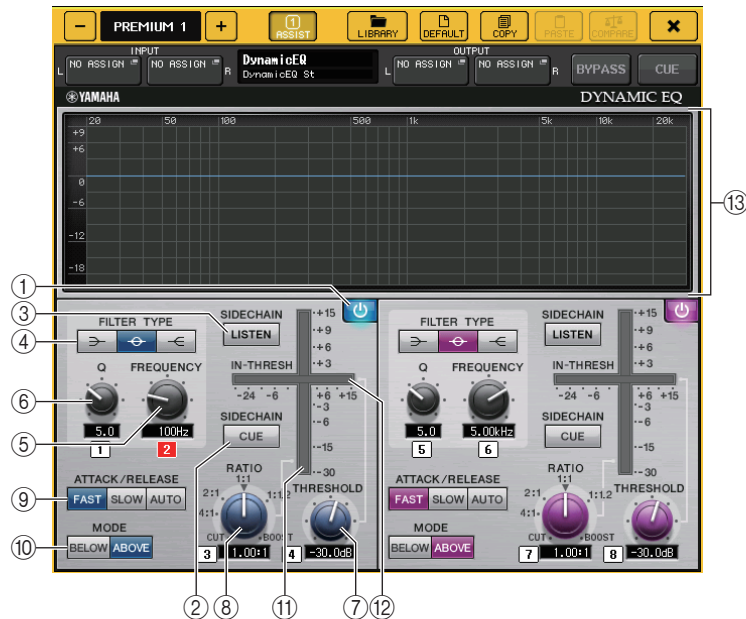 − PREMIUM 1 + 1 ASSIST LIBRARY DEFAULT COPY PASTE COMPARE ×
INPUT OUTPUT
L NO ASSIGN NO ASSIGN R DynamicEQ L NO ASSIGN NO ASSIGN R BYPASS CUE
DynamicEQ St
YAMAHA DYNAMIC EQ
20 50 100 500 1k 5k 10k 20k
+9
+6
0
-6
-12
-18
⑬
①
③
④
⑥
⑤
⑨
⑩
FILTER TYPE
Q FREQUENCY
5.0 100Hz
1 2
ATTACK/RELEASE
FAST SLOW AUTO
MODE
BELOW ABOVE
SIDECHAIN
LISTEN
IN-THRESH
-24 -6 +6 +15
SIDECHAIN
CUE
+15
+9
+6
+3
-3
-6
-15
-30
RATIO
1:1
2:1 1:1.2
4:1
CUT BOOST
3 1.00:1
THRESHOLD
4 -30.0dB
FILTER TYPE
Q FREQUENCY
5.0 5.00kHz
5 6
ATTACK/RELEASE
FAST SLOW AUTO
MODE
BELOW ABOVE
SIDECHAIN
LISTEN
IN-THRESH
-24 -6 +6 +15
SIDECHAIN
CUE
+15
+9
+6
+3
-3
-6
-15
-30
RATIO
1:1
2:1 1:1.2
4:1
CUT BOOST
7 1.00:1
THRESHOLD
8 -30.0dB
② ⑧ ⑪ ⑦ ⑫